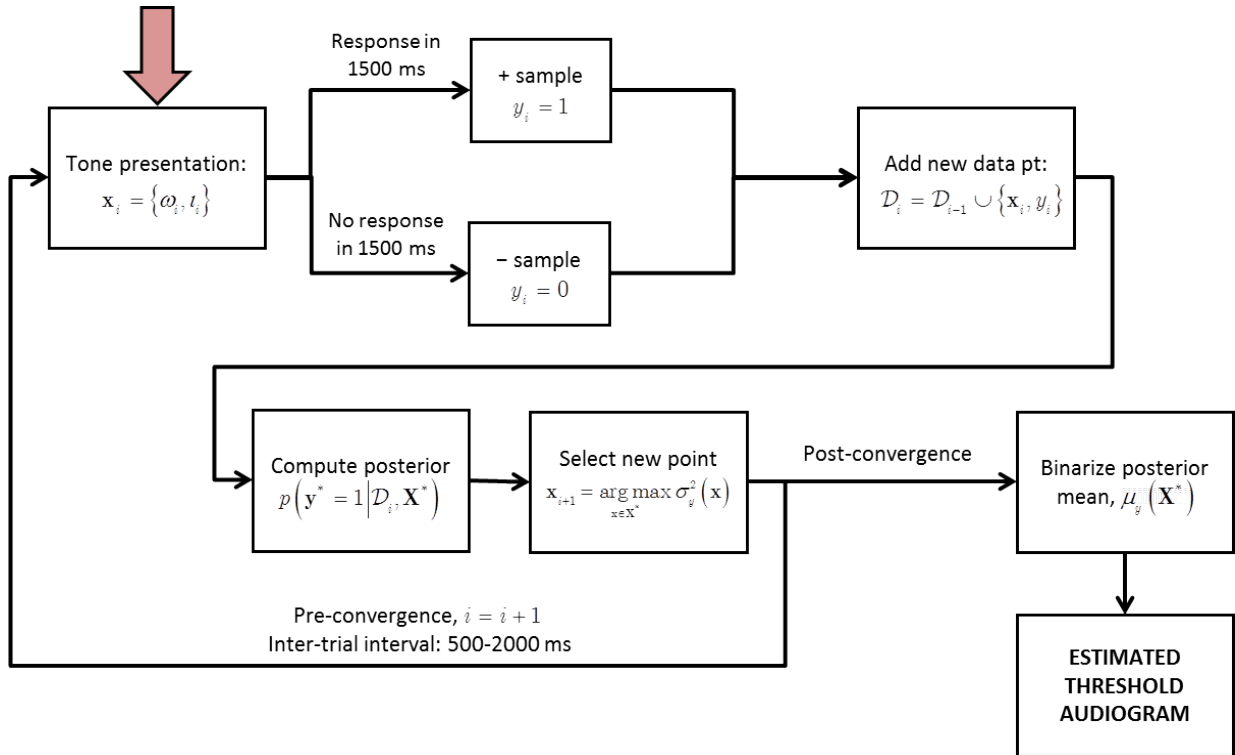 Response in
1500 ms
+ sample
y_i = 1
Tone presentation:
x_i = {ω_i, ι_i}
Add new data pt:
𝒟_i = 𝒟_{i−1} ∪ {x_i, y_i}
No response
in 1500 ms
− sample
y_i = 0
Compute posterior
p(y* = 1|𝒟_i, X*)
Select new point
x_{i+1} = arg max σ_y^2(x)
x∈X*
Post-convergence
Binarize posterior
mean, μ_y(X*)
Pre-convergence, i = i + 1
Inter-trial interval: 500-2000 ms
ESTIMATED
THRESHOLD
AUDIOGRAM